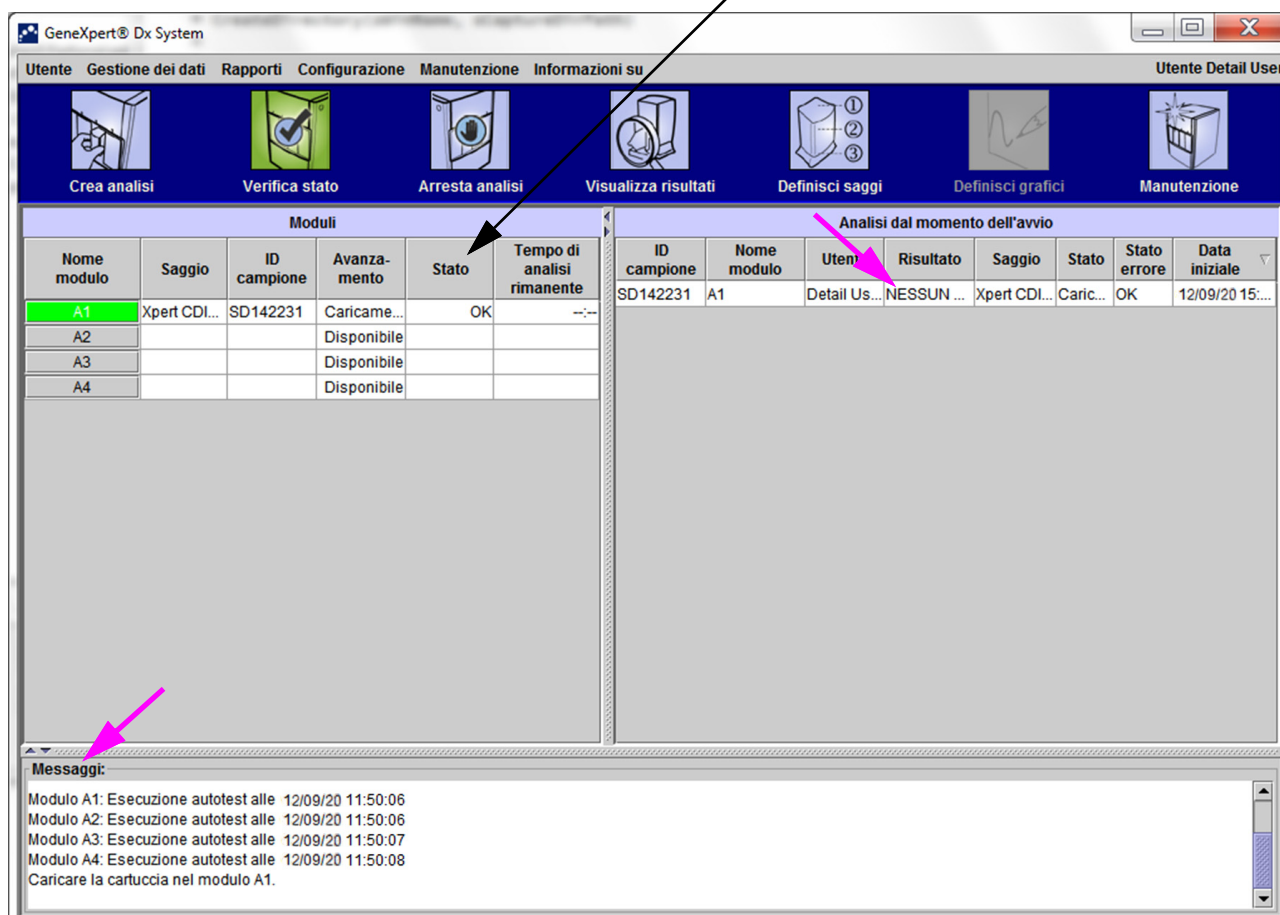 GeneXpert® Dx System
Utente Gestione dei dati Rapporti Configurazione Manutenzione Informazioni su Utente Detail User
Crea analisi Verifica stato Arresta analisi Visualizza risultati Definisci saggi Definisci grafici Manutenzione
① 
②
③
Moduli
Nome modulo Saggio ID campione Avanza-mento Stato Tempo di analisi rimanente
A1 Xpert CDI... SD142231 Caricame... OK --:--
A2 Disponibile
A3 Disponibile
A4 Disponibile
Analisi dal momento dell'avvio
ID campione Nome modulo Utente Risultato Saggio Stato Stato errore Data iniziale
SD142231 A1 Detail Us... NESSUN ... Xpert CDI... Caric... OK 12/09/20 15:...
Messaggi:
Modulo A1: Esecuzione autotest alle 12/09/20 11:50:06
Modulo A2: Esecuzione autotest alle 12/09/20 11:50:06
Modulo A3: Esecuzione autotest alle 12/09/20 11:50:07
Modulo A4: Esecuzione autotest alle 12/09/20 11:50:08
Caricare la cartuccia nel modulo A1.